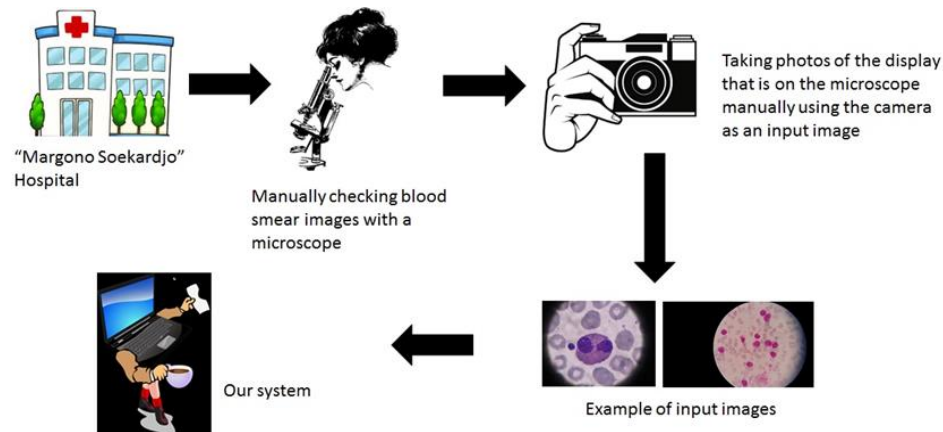 “Margono Soekardjo”
Hospital
Manually checking blood
smear images with a
microscope
Taking photos of the display
that is on the microscope
manually using the camera
as an input image
Example of input images
Our system